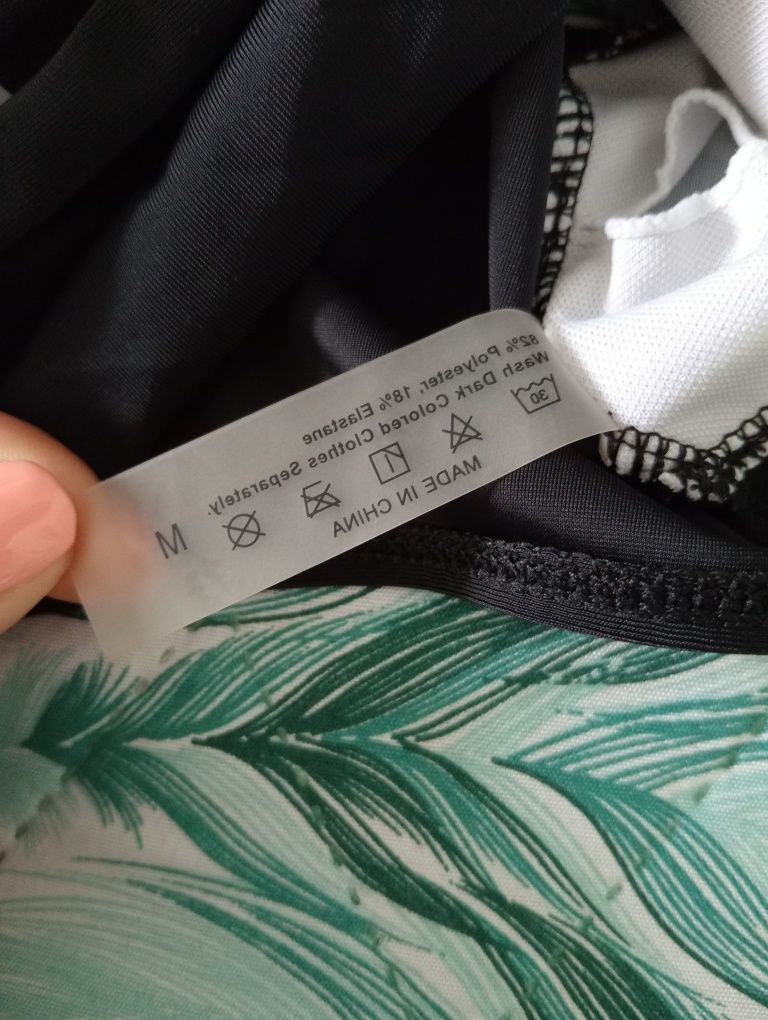 82% Polyester, 18% Elastane
Wash Dark Colored Clothes Separately.
30
MADE IN CHINA
M